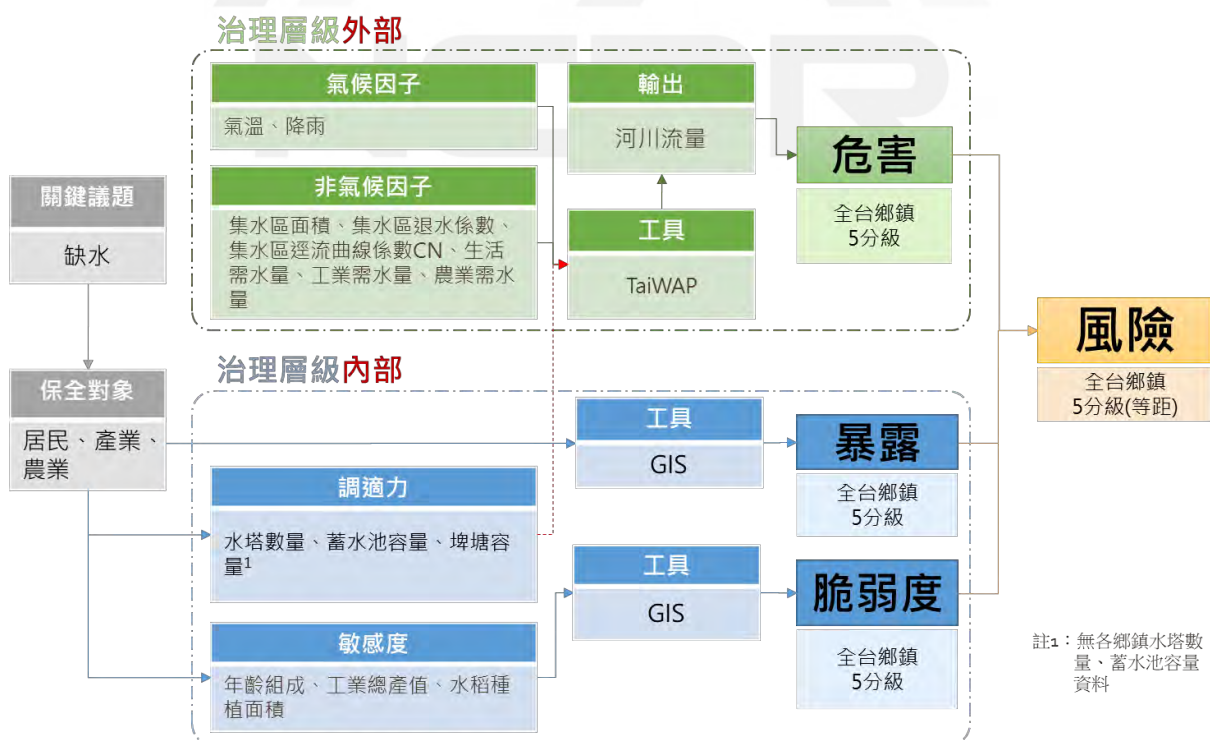 NCDR
治理層級外部
氣候因子
氣溫、降雨
非氣候因子
集水區面積、集水區退水係數、
集水區逕流曲線係數CN、生活
需水量、工業需水量、農業需水
量
輸出
河川流量
工具
TaiWAP
危害
全台鄉鎮
5分級
關鍵議題
缺水
保全對象
居民、產業、
農業
治理層級內部
調適力
水塔數量、蓄水池容量、埤塘容
量1
敏感度
年齡組成、工業總產值、水稻種
植面積
工具
GIS
工具
GIS
暴露
全台鄉鎮
5分級
脆弱度
全台鄉鎮
5分級
風險
全台鄉鎮
5分級(等距)
註1：無各鄉鎮水塔數
量、蓄水池容量
資料